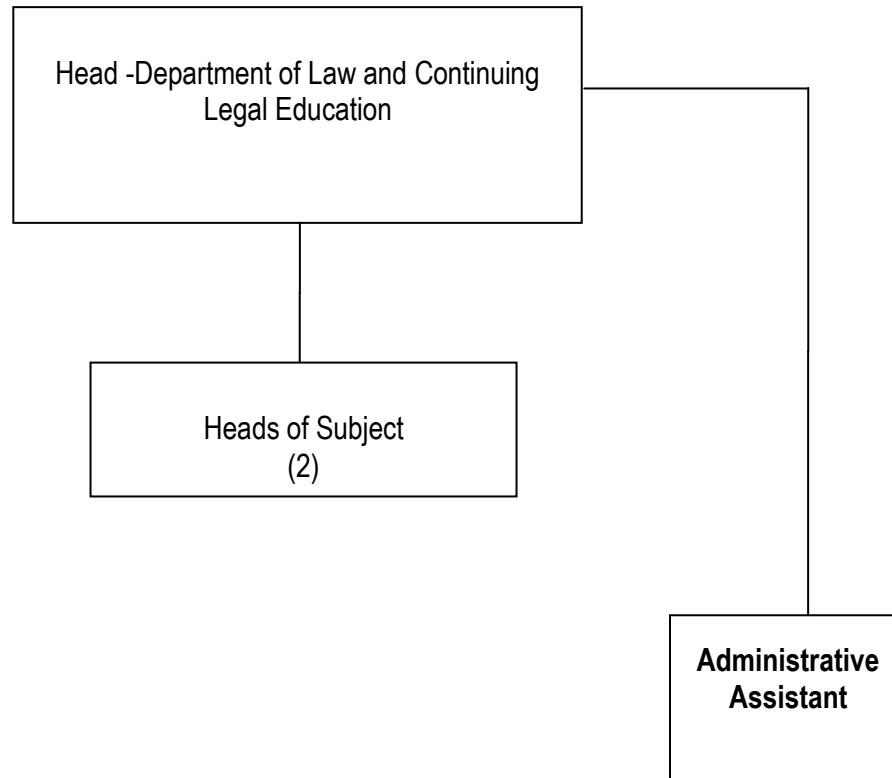 Head -Department of Law and Continuing
Legal Education
Heads of Subject
(2)
Administrative
Assistant